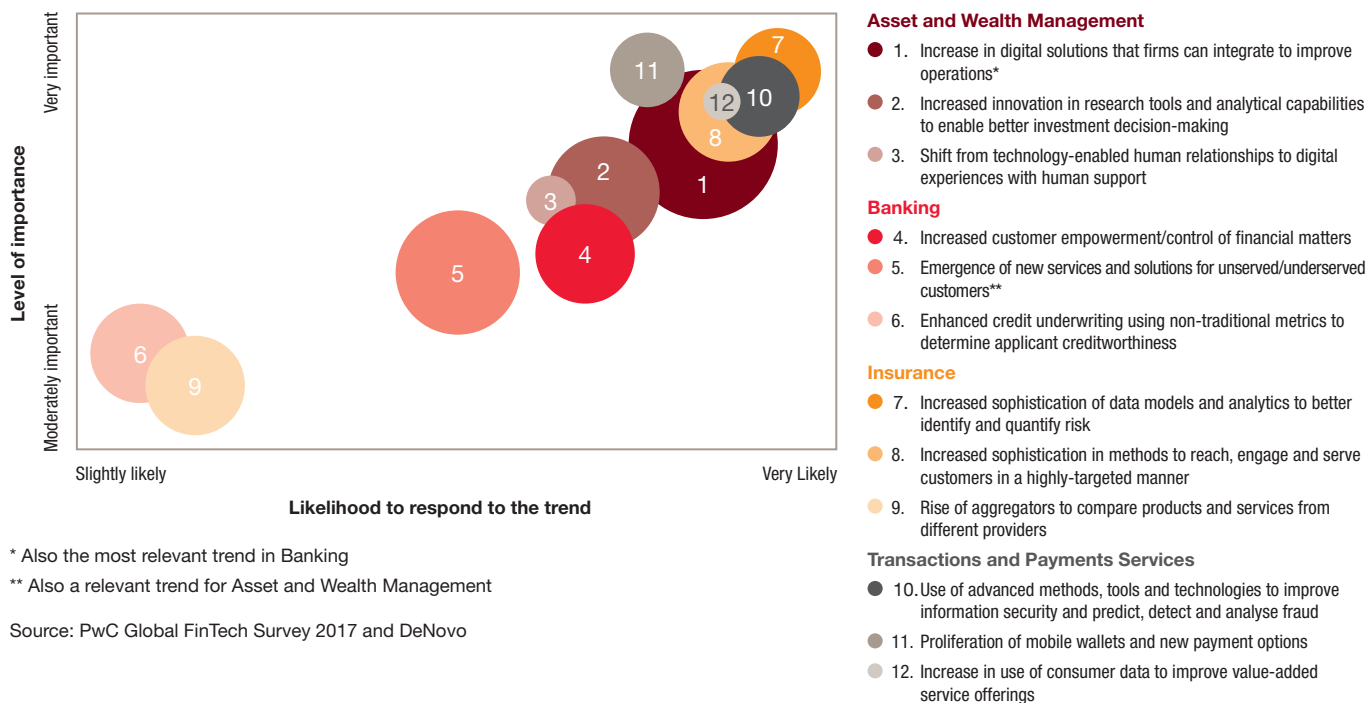 Very important
Level of importance
Moderately important
11
7
12
10
8
2
1
3
4
5
6
9
Slightly likely
Very Likely
Likelihood to respond to the trend
* Also the most relevant trend in Banking
** Also a relevant trend for Asset and Wealth Management
Source: PwC Global FinTech Survey 2017 and DeNovo
Asset and Wealth Management
1. Increase in digital solutions that firms can integrate to improve
operations*
2. Increased innovation in research tools and analytical capabilities
to enable better investment decision-making
3. Shift from technology-enabled human relationships to digital
experiences with human support
Banking
4. Increased customer empowerment/control of financial matters
5. Emergence of new services and solutions for unserved/underserved
customers**
6. Enhanced credit underwriting using non-traditional metrics to
determine applicant creditworthiness
Insurance
7. Increased sophistication of data models and analytics to better
identify and quantify risk
8. Increased sophistication in methods to reach, engage and serve
customers in a highly-targeted manner
9. Rise of aggregators to compare products and services from
different providers
Transactions and Payments Services
10. Use of advanced methods, tools and technologies to improve
information security and predict, detect and analyse fraud
11. Proliferation of mobile wallets and new payment options
12. Increase in use of consumer data to improve value-added
service offerings